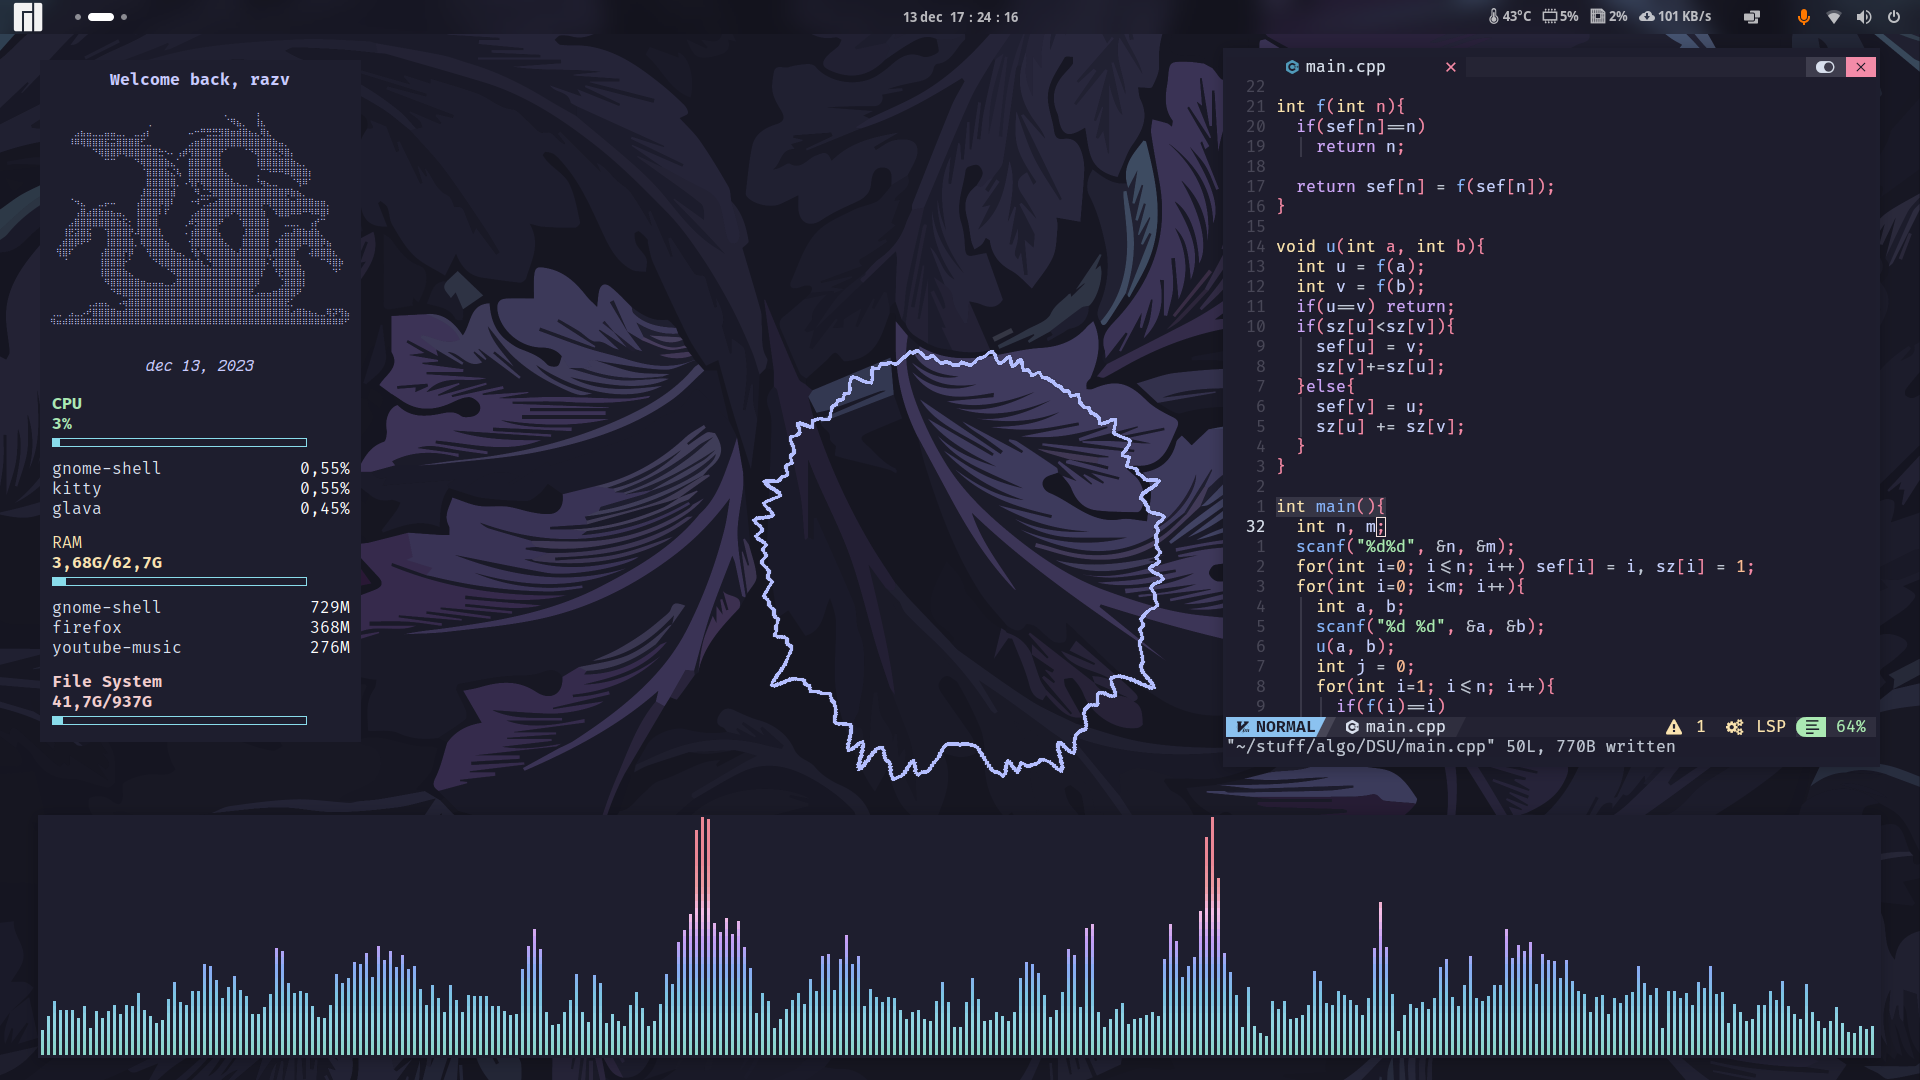 13 dec 17 : 24 : 16
43°C 5% 2% 101 KB/s
Welcome back, razv
dec 13, 2023
CPU
3%
gnome-shell 0,55%
kitty 0,55%
glava 0,45%
RAM
3,68G/62,7G
gnome-shell 729M
firefox 368M
youtube-music 276M
File System
41,7G/937G
main.cpp
22
21 int f(int n){
20 if(sef[n]==n)
19 return n;
18
17 return sef[n] = f(sef[n]);
16 }
15
14 void u(int a, int b){
13 int u = f(a);
12 int v = f(b);
11 if(u==v) return;
10 if(sz[u]<sz[v]){
9 sef[u] = v;
8 sz[v]+=sz[u];
7 }else{
6 sef[v] = u;
5 sz[u] += sz[v];
4 }
3 }
2
1 int main(){
32 int n, m;
1 scanf("%d%d", &n, &m);
2 for(int i=0; i<=n; i++) sef[i] = i, sz[i] = 1;
3 for(int i=0; i<m; i++){
4 int a, b;
5 scanf("%d %d", &a, &b);
6 u(a, b);
7 int j = 0;
8 for(int i=1; i<=n; i++){
9 if(f(i)==i)
NORMAL main.cpp 1 LSP 64%
"~/stuff/algo/DSU/main.cpp" 50L, 770B written